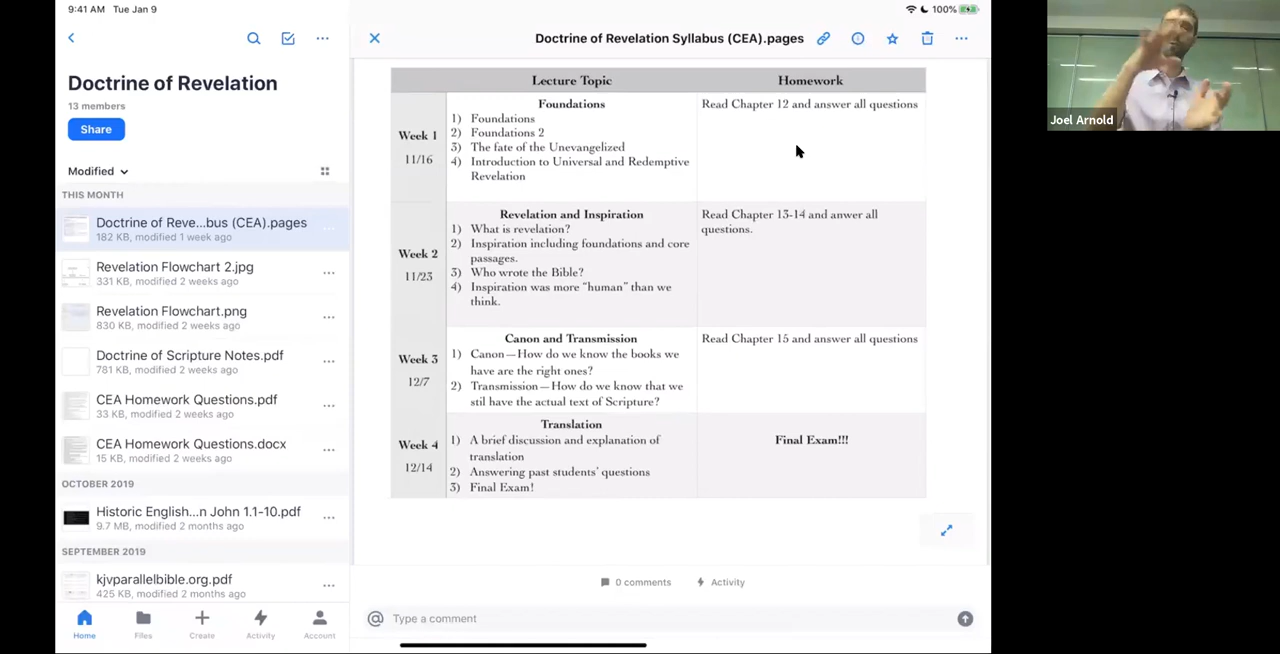 9:41 AM Tue Jan 9
100%
Doctrine of Revelation
13 members
Share
Modified
THIS MONTH
Doctrine of Reve...bus (CEA).pages
182 KB, modified 1 week ago
Revelation Flowchart 2.jpg
331 KB, modified 2 weeks ago
Revelation Flowchart.png
830 KB, modified 2 weeks ago
Doctrine of Scripture Notes.pdf
781 KB, modified 2 weeks ago
CEA Homework Questions.pdf
33 KB, modified 2 weeks ago
CEA Homework Questions.docx
15 KB, modified 2 weeks ago
OCTOBER 2019
Historic English...n John 1.1-10.pdf
9.7 MB, modified 2 months ago
SEPTEMBER 2019
kjvparallelbible.org.pdf
425 KB, modified 2 months ago
Home Files Create Activity Account
Doctrine of Revelation Syllabus (CEA).pages
Lecture Topic Homework
Week 1
11/16
Foundations
1) Foundations
2) Foundations 2
3) The fate of the Unevangelized
4) Introduction to Universal and Redemptive
Revelation
Read Chapter 12 and answer all questions
Week 2
11/23
Revelation and Inspiration
1) What is revelation?
2) Inspiration including foundations and core
passages.
3) Who wrote the Bible?
4) Inspiration was more “human” than we
think.
Read Chapter 13-14 and anwer all
questions.
Week 3
12/7
Canon and Transmission
1) Canon—How do we know the books we
have are the right ones?
2) Transmission—How do we know that we
stil have the actual text of Scripture?
Read Chapter 15 and answer all questions
Week 4
12/14
Translation
1) A brief discussion and explanation of
translation
2) Answering past students’ questions
3) Final Exam!
Final Exam!!!
0 comments Activity
@ Type a comment
Joel Arnold